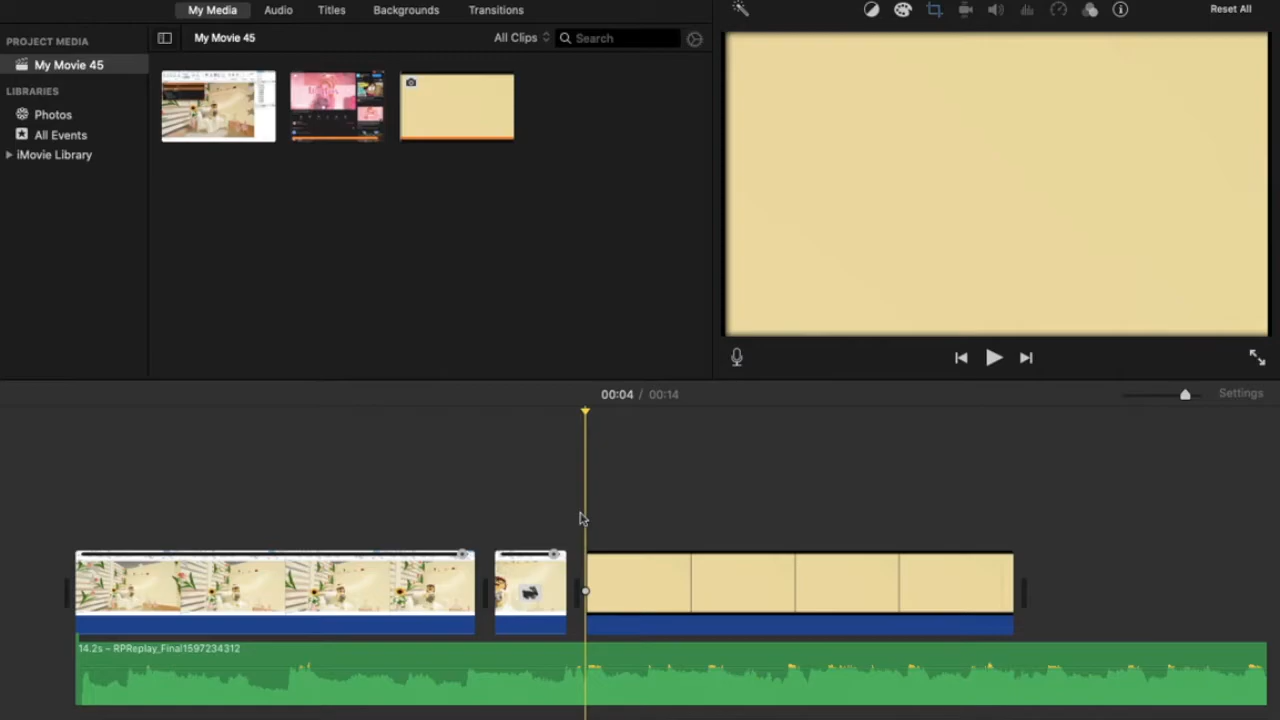 My Media Audio Titles Backgrounds Transitions
Reset All
PROJECT MEDIA
My Movie 45
All Clips
Search
My Movie 45
LIBRARIES
Photos
All Events
iMovie Library
00:04 / 00:14
Settings
14.2s – RPReplay_Final1597234312